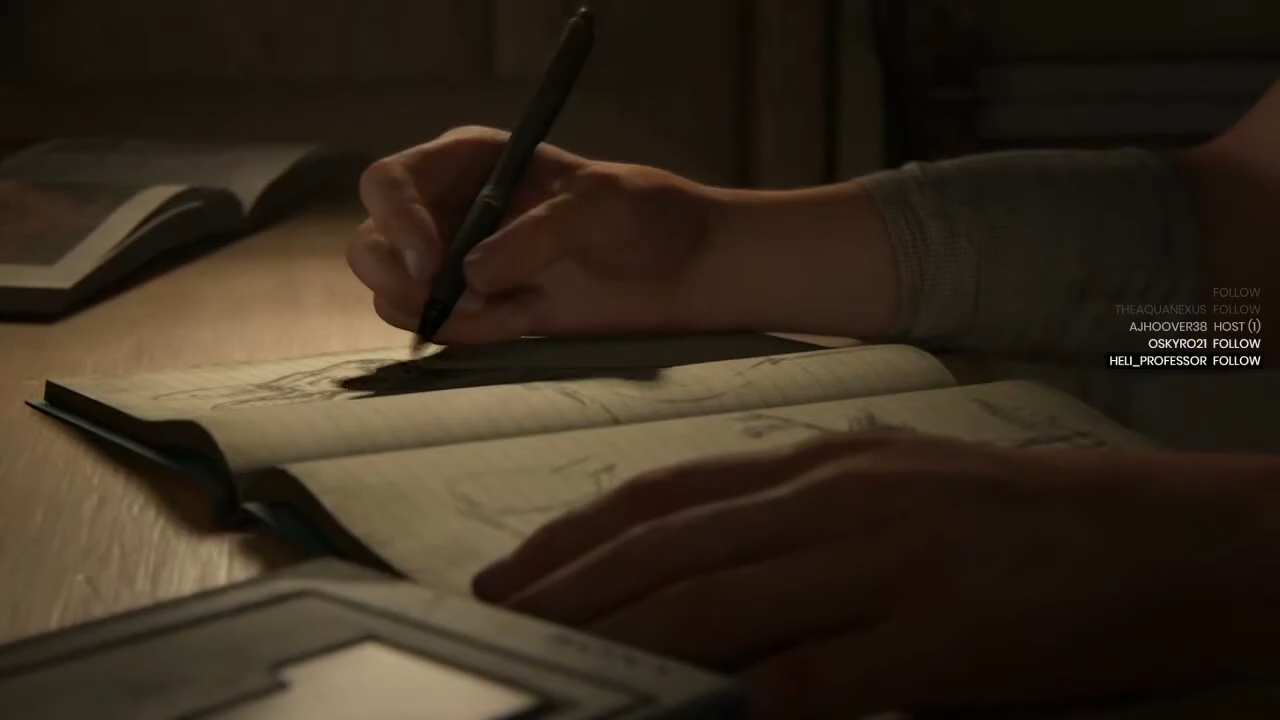 FOLLOW
THEAQUANEXUS FOLLOW
AJHOOVER38 HOST (1)
OSKYRO21 FOLLOW
HELI_PROFESSOR FOLLOW